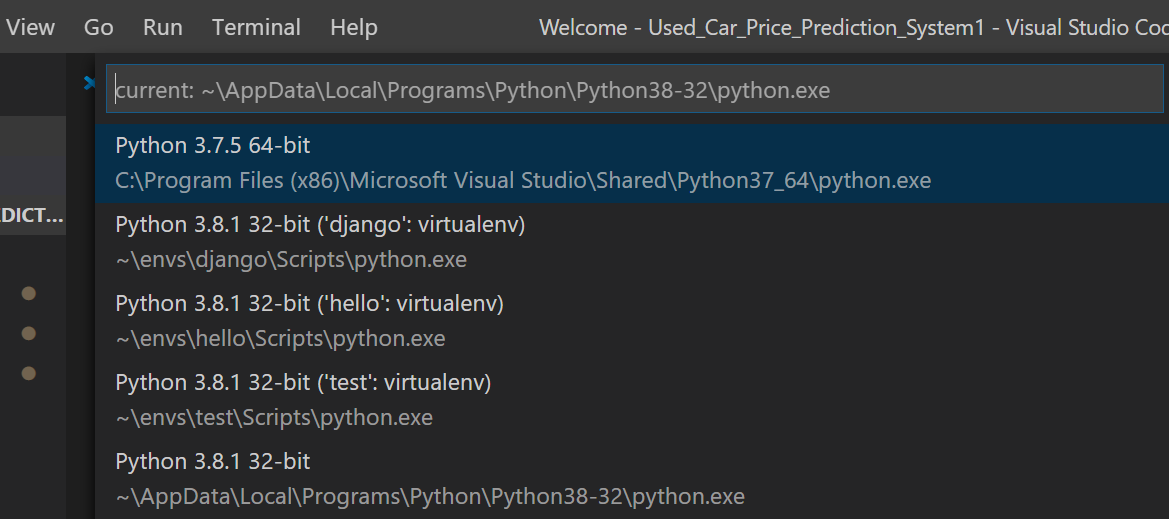 View Go Run Terminal Help Welcome - Used_Car_Price_Prediction_System1 - Visual Studio Coc
current: ~\AppData\Local\Programs\Python\Python38-32\python.exe
Python 3.7.5 64-bit
C:\Program Files (x86)\Microsoft Visual Studio\Shared\Python37_64\python.exe
DICT...
Python 3.8.1 32-bit ('django': virtualenv)
~\envs\django\Scripts\python.exe
Python 3.8.1 32-bit ('hello': virtualenv)
~\envs\hello\Scripts\python.exe
Python 3.8.1 32-bit ('test': virtualenv)
~\envs\test\Scripts\python.exe
Python 3.8.1 32-bit
~\AppData\Local\Programs\Python\Python38-32\python.exe